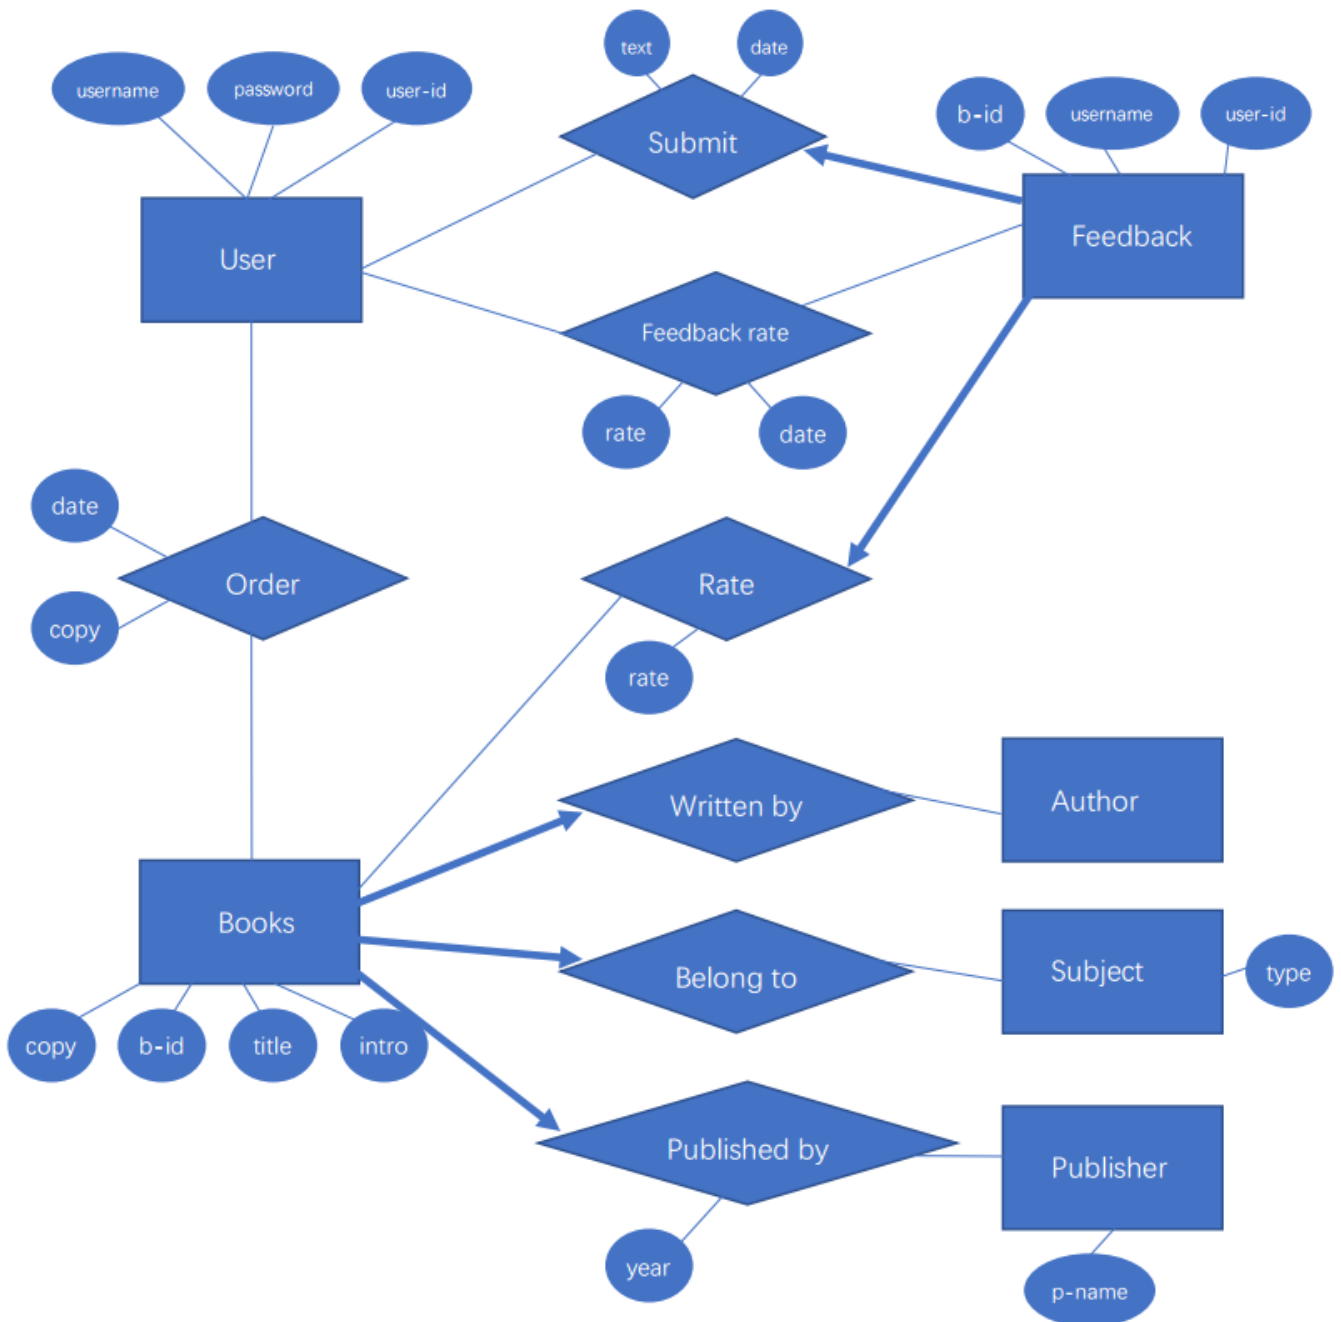 text
date
username
password
user-id
b-id
username
user-id
Submit
Feedback
User
Feedback rate
rate
date
date
Order
Rate
copy
rate
Written by
Author
Books
Belong to
Subject
type
copy
b-id
title
intro
Published by
Publisher
year
p-name